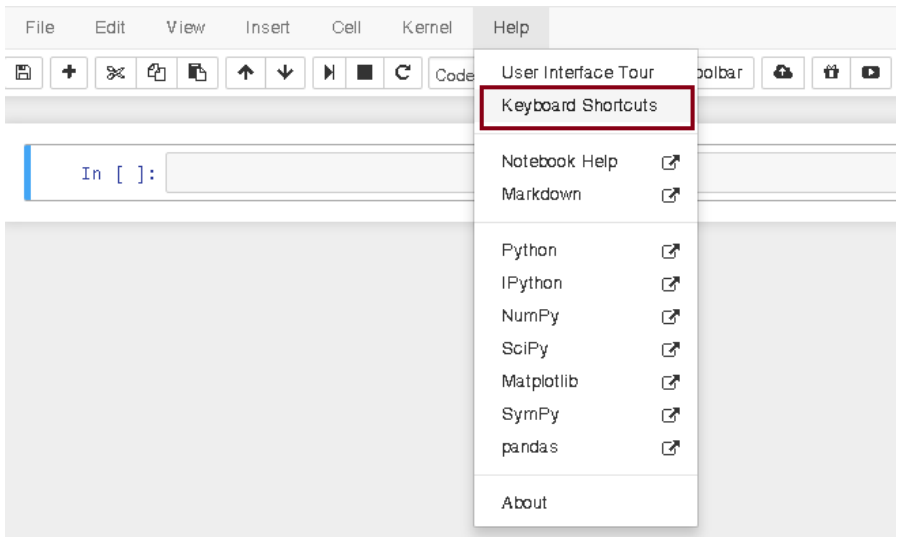 File Edit View Insert Cell Kernel Help
Code
User Interface Tour
oolbar
Keyboard Shortcuts
In [ ]:
Notebook Help
Markdown
Python
IPython
NumPy
SciPy
Matplotlib
SymPy
pandas
About